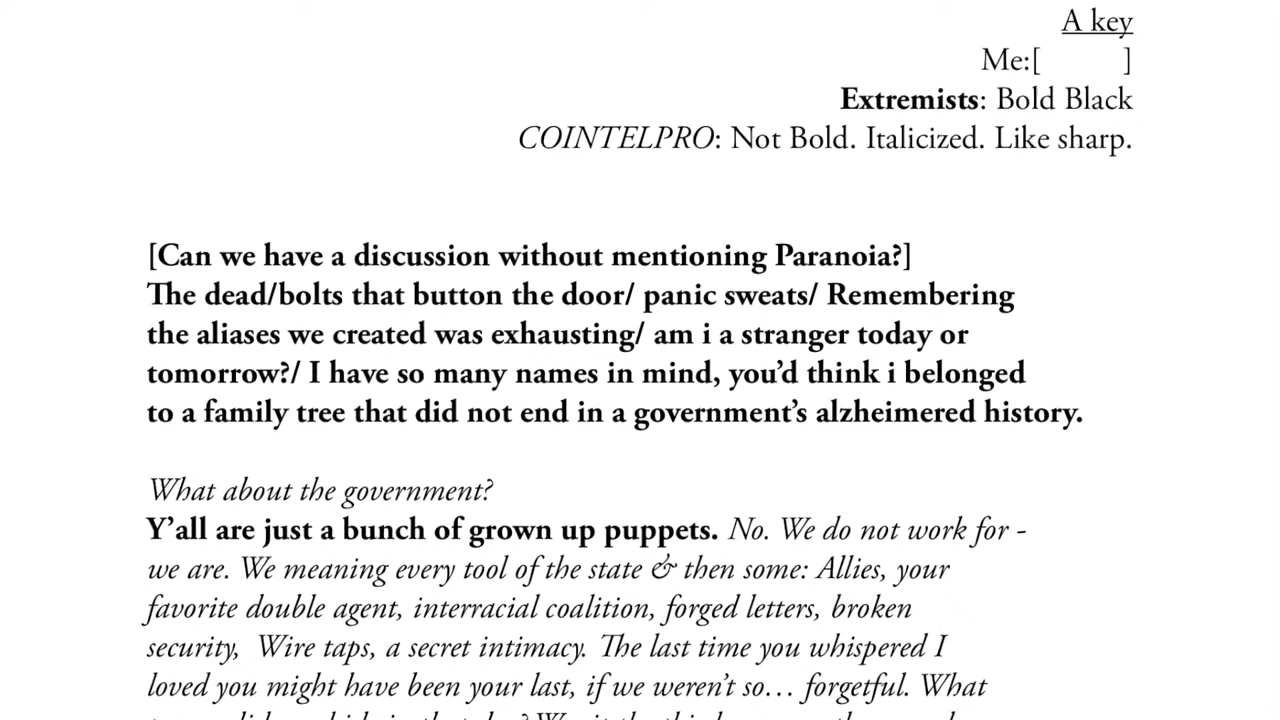 A key
Me:[ ]
Extremists: Bold Black
COINTELPRO: Not Bold. Italicized. Like sharp.
[Can we have a discussion without mentioning Paranoia?]
The dead/bolts that button the door/ panic sweats/ Remembering
the aliases we created was exhausting/ am i a stranger today or
tomorrow?/ I have so many names in mind, you’d think i belonged
to a family tree that did not end in a government’s alzheimered history.
What about the government?
Y’all are just a bunch of grown up puppets. No. We do not work for -
we are. We meaning every tool of the state & then some: Allies, your
favorite double agent, interracial coalition, forged letters, broken
security,  Wire taps, a secret intimacy. The last time you whispered I
loved you might have been your last, if we weren’t so… forgetful. What